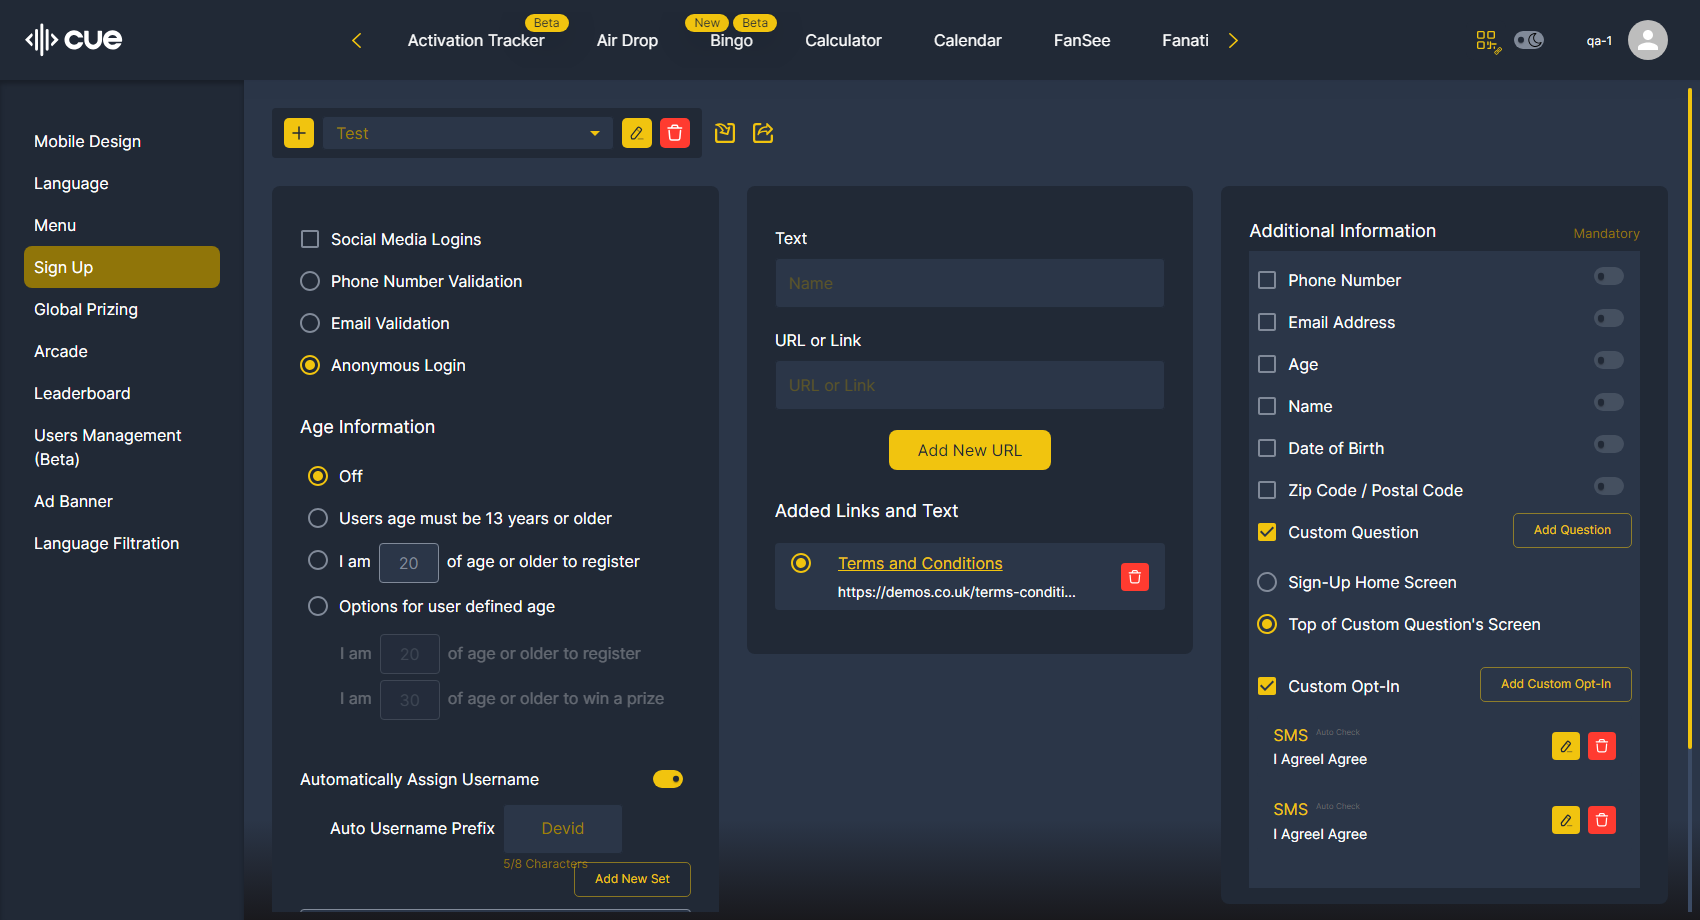 cue
Activation Tracker
Beta
Air Drop
Bingo
New
Beta
Calculator
Calendar
FanSee
Fanati
qa-1
Mobile Design
Language
Menu
Sign Up
Global Prizing
Arcade
Leaderboard
Users Management
(Beta)
Ad Banner
Language Filtration
Test
Social Media Logins
Phone Number Validation
Email Validation
Anonymous Login
Age Information
Off
Users age must be 13 years or older
I am 20 of age or older to register
Options for user defined age
I am 20 of age or older to register
I am 30 of age or older to win a prize
Automatically Assign Username
Auto Username Prefix Devid
5/8 Characters
Add New Set
Text
Name
URL or Link
URL or Link
Add New URL
Added Links and Text
Terms and Conditions
https://demos.co.uk/terms-conditi...
Additional Information
Mandatory
Phone Number
Email Address
Age
Name
Date of Birth
Zip Code / Postal Code
Custom Question
Add Question
Sign-Up Home Screen
Top of Custom Question's Screen
Custom Opt-In
Add Custom Opt-In
SMS Auto Check
I AgreeI Agree
SMS Auto Check
I AgreeI Agree